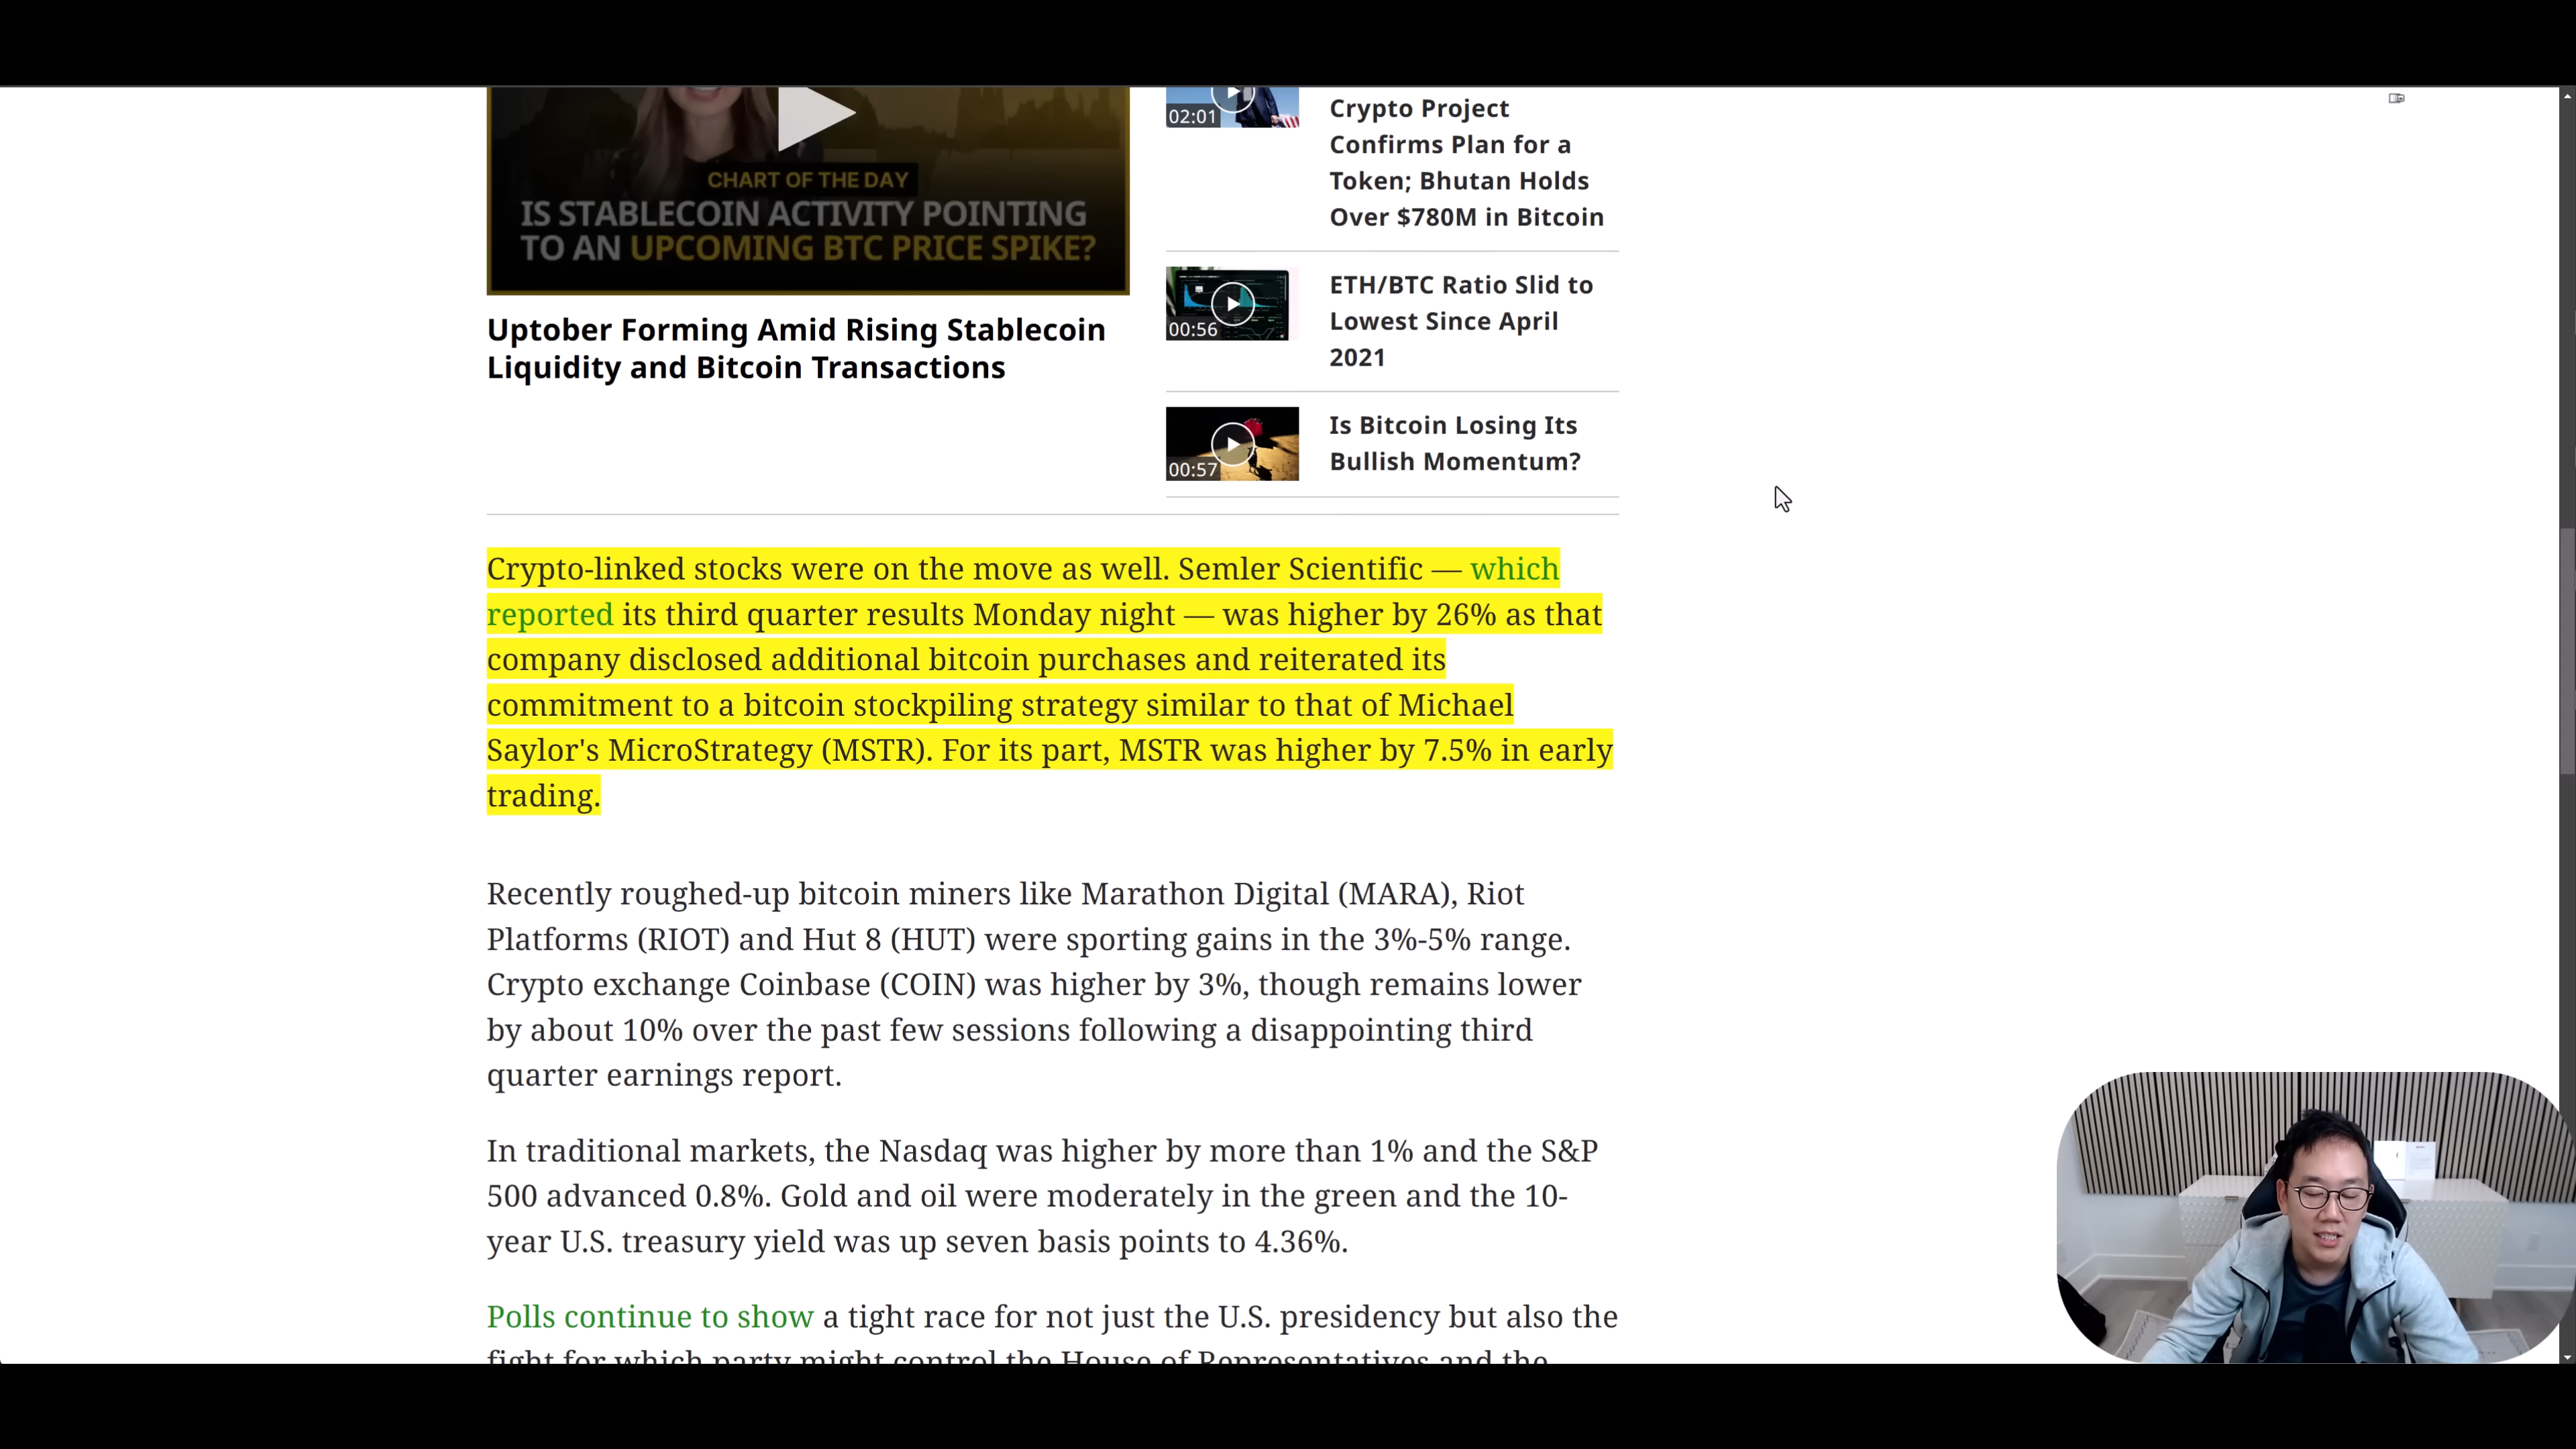 CHART OF THE DAY
IS STABLECOIN ACTIVITY POINTING
TO AN UPCOMING BTC PRICE SPIKE?
Uptober Forming Amid Rising Stablecoin
Liquidity and Bitcoin Transactions
02:01
Crypto Project
Confirms Plan for a
Token; Bhutan Holds
Over $780M in Bitcoin
00:56
ETH/BTC Ratio Slid to
Lowest Since April
2021
00:57
Is Bitcoin Losing Its
Bullish Momentum?
Crypto-linked stocks were on the move as well. Semler Scientific — which
reported its third quarter results Monday night — was higher by 26% as that
company disclosed additional bitcoin purchases and reiterated its
commitment to a bitcoin stockpiling strategy similar to that of Michael
Saylor's MicroStrategy (MSTR). For its part, MSTR was higher by 7.5% in early
trading.
Recently roughed-up bitcoin miners like Marathon Digital (MARA), Riot
Platforms (RIOT) and Hut 8 (HUT) were sporting gains in the 3%-5% range.
Crypto exchange Coinbase (COIN) was higher by 3%, though remains lower
by about 10% over the past few sessions following a disappointing third
quarter earnings report.
In traditional markets, the Nasdaq was higher by more than 1% and the S&P
500 advanced 0.8%. Gold and oil were moderately in the green and the 10-
year U.S. treasury yield was up seven basis points to 4.36%.
Polls continue to show a tight race for not just the U.S. presidency but also the
fight for which party might control the House of Representatives and the